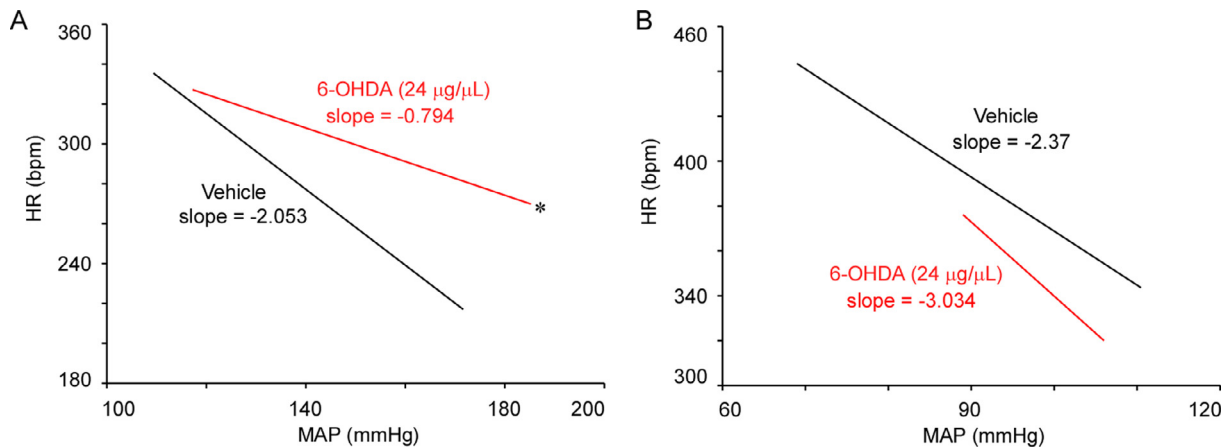 A
B
HR (bpm)
360
300
240
180
6-OHDA (24 μg/μL)
slope = -0.794
*
Vehicle
slope = -2.053
100
140
180
200
MAP (mmHg)
HR (bpm)
460
400
340
300
Vehicle
slope = -2.37
6-OHDA (24 μg/μL)
slope = -3.034
60
90
120
MAP (mmHg)